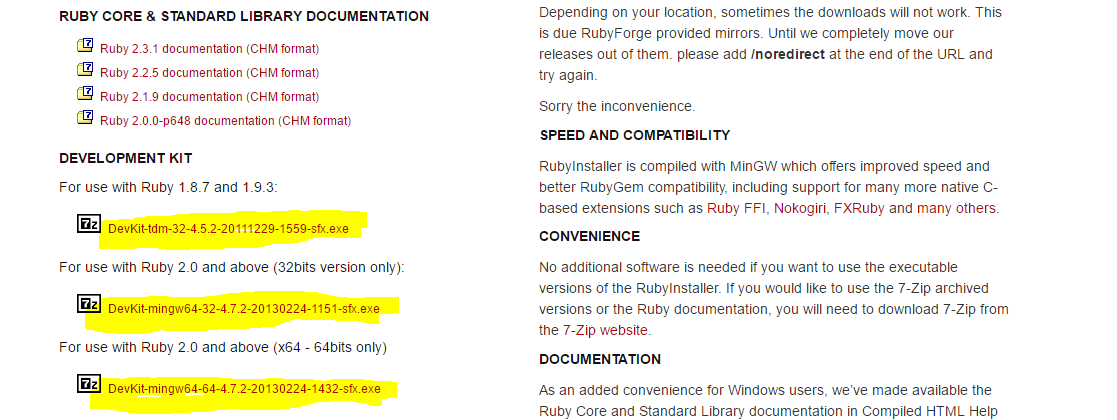 RUBY CORE & STANDARD LIBRARY DOCUMENTATION
Ruby 2.3.1 documentation (CHM format)
Ruby 2.2.5 documentation (CHM format)
Ruby 2.1.9 documentation (CHM format)
Ruby 2.0.0-p648 documentation (CHM format)
DEVELOPMENT KIT
For use with Ruby 1.8.7 and 1.9.3:
DevKit-tdm-32-4.5.2-20111229-1559-sfx.exe
For use with Ruby 2.0 and above (32bits version only):
DevKit-mingw64-32-4.7.2-20130224-1151-sfx.exe
For use with Ruby 2.0 and above (x64 - 64bits only)
DevKit-mingw64-64-4.7.2-20130224-1432-sfx.exe
Depending on your location, sometimes the downloads will not work. This
is due RubyForge provided mirrors. Until we completely move our
releases out of them. please add /noredirect at the end of the URL and
try again.
Sorry the inconvenience.
SPEED AND COMPATIBILITY
RubyInstaller is compiled with MinGW which offers improved speed and
better RubyGem compatibility, including support for many more native C-
based extensions such as Ruby FFI, Nokogiri, FXRuby and many others.
CONVENIENCE
No additional software is needed if you want to use the executable
versions of the RubyInstaller. If you would like to use the 7-Zip archived
versions or the Ruby documentation, you will need to download 7-Zip from
the 7-Zip website.
DOCUMENTATION
As an added convenience for Windows users, we've made available the
Ruby Core and Standard Library documentation in Compiled HTML Help